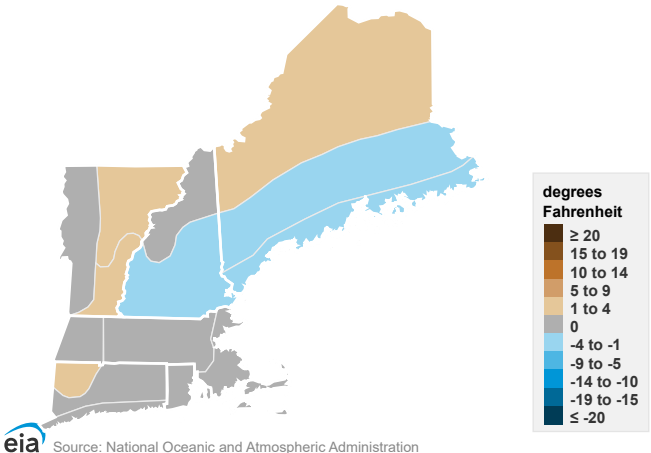 degrees
Fahrenheit
≥ 20
15 to 19
10 to 14
5 to 9
1 to 4
0
-4 to -1
-9 to -5
-14 to -10
-19 to -15
≤ -20
eia
Source: National Oceanic and Atmospheric Administration